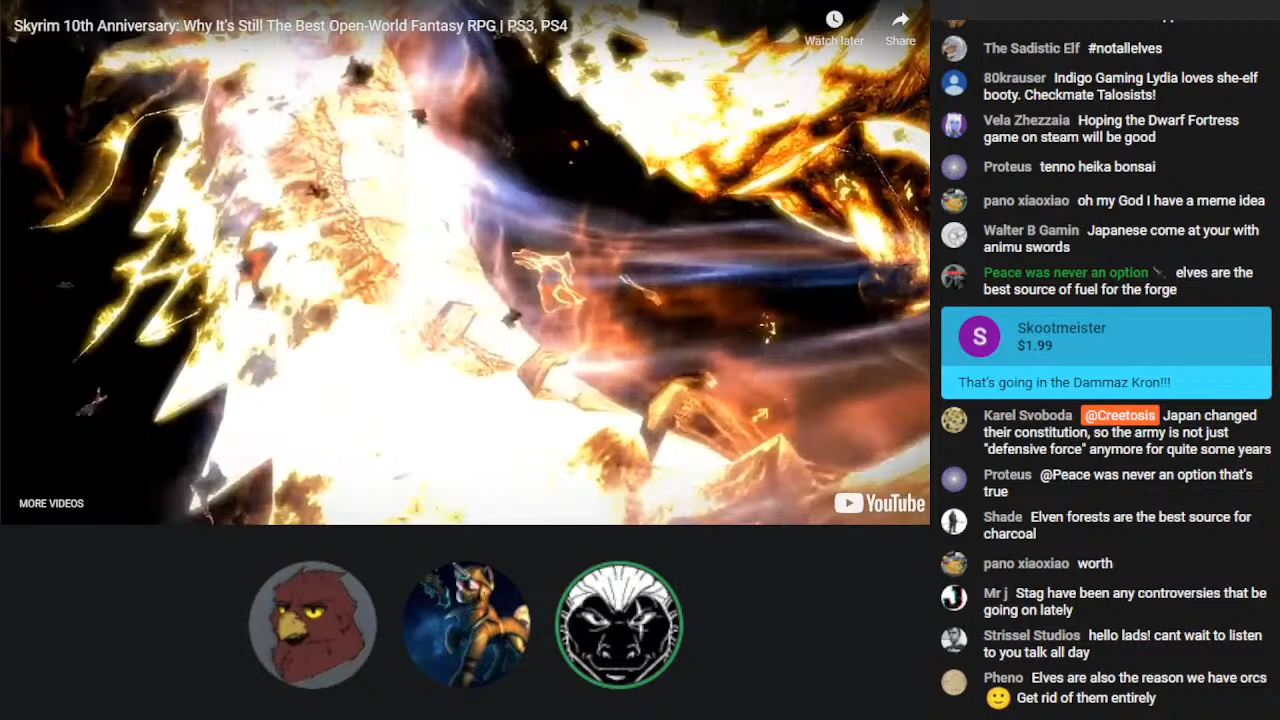 Skyrim 10th Anniversary: Why It's Still The Best Open-World Fantasy RPG | PS3, PS4
Watch later
Share
MORE VIDEOS
YouTube
The Sadistic Elf #notallelves
80krauser Indigo Gaming Lydia loves she-elf
booty. Checkmate Talosists!
Vela Zhezzaia Hoping the Dwarf Fortress
game on steam will be good
Proteus tenno heika bonsai
pano xiaoxiao oh my God I have a meme idea
Walter B Gamin Japanese come at your with
animu swords
Peace was never an option elves are the
best source of fuel for the forge
S
Skootmeister
$1.99
That's going in the Dammaz Kron!!!
Karel Svoboda @Creetosis Japan changed
their constitution, so the army is not just
"defensive force" anymore for quite some years
Proteus @Peace was never an option that's
true
Shade Elven forests are the best source for
charcoal
pano xiaoxiao worth
Mr j Stag have been any controversies that be
going on lately
Strissel Studios hello lads! cant wait to listen
to you talk all day
Pheno Elves are also the reason we have orcs
🙂 Get rid of them entirely